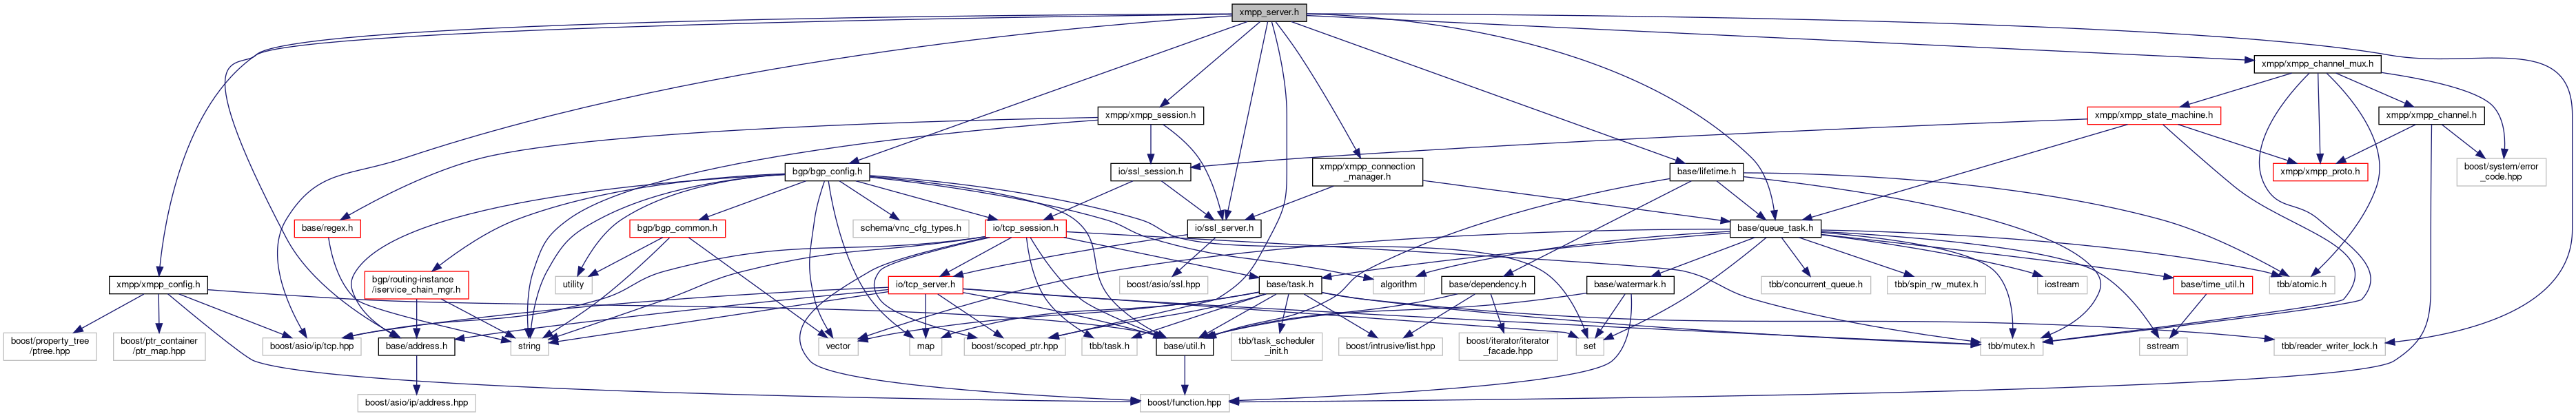 xmpp_server.h
xmpp/xmpp_channel_mux.h
xmpp/xmpp_session.h
xmpp/xmpp_state_machine.h
xmpp/xmpp_channel.h
bgp/bgp_config.h
io/ssl_session.h
xmpp/xmpp_connection
_manager.h
base/lifetime.h
xmpp/xmpp_proto.h
boost/system/error
_code.hpp
base/regex.h
bgp/bgp_common.h
schema/vnc_cfg_types.h
io/tcp_session.h
io/ssl_server.h
base/queue_task.h
xmpp/xmpp_config.h
bgp/routing-instance
/iservice_chain_mgr.h
utility
io/tcp_server.h
boost/asio/ssl.hpp
base/task.h
algorithm
base/dependency.h
base/watermark.h
tbb/concurrent_queue.h
tbb/spin_rw_mutex.h
iostream
base/time_util.h
tbb/atomic.h
boost/property_tree
/ptree.hpp
boost/ptr_container
/ptr_map.hpp
boost/asio/ip/tcp.hpp
base/address.h
string
vector
map
boost/scoped_ptr.hpp
tbb/task.h
base/util.h
tbb/task_scheduler
_init.h
boost/intrusive/list.hpp
boost/iterator/iterator
_facade.hpp
set
tbb/mutex.h
sstream
tbb/reader_writer_lock.h
boost/asio/ip/address.hpp
boost/function.hpp